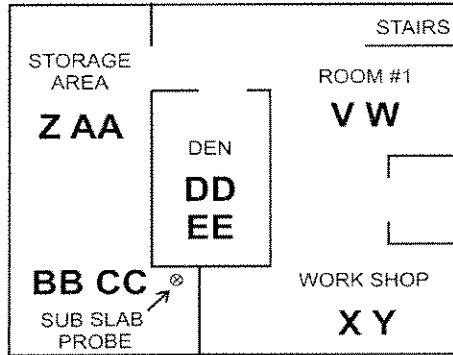 STAIRS
STORAGE
AREA
Z AA
ROOM #1
V W
DEN
DD
EE
BB CC
SUB SLAB
PROBE
WORK SHOP
X Y